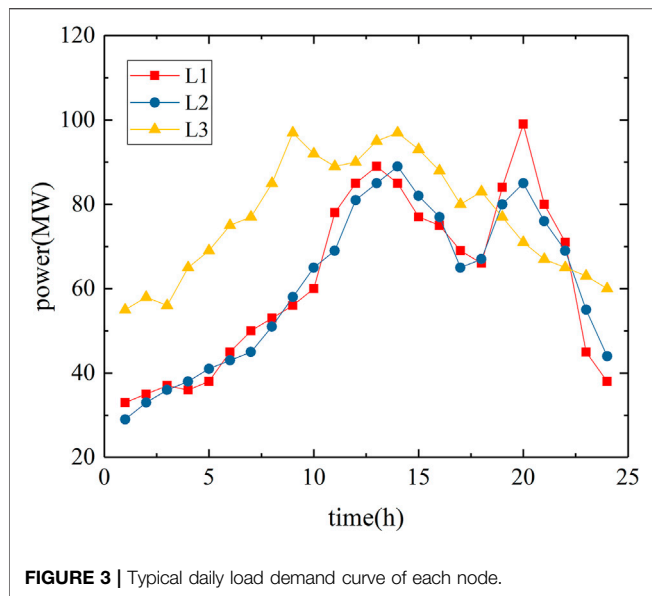 120
100
80
60
40
20
power(MW)
L1
L2
L3
0
5
10
15
20
25
time(h)
FIGURE 3 | Typical daily load demand curve of each node.